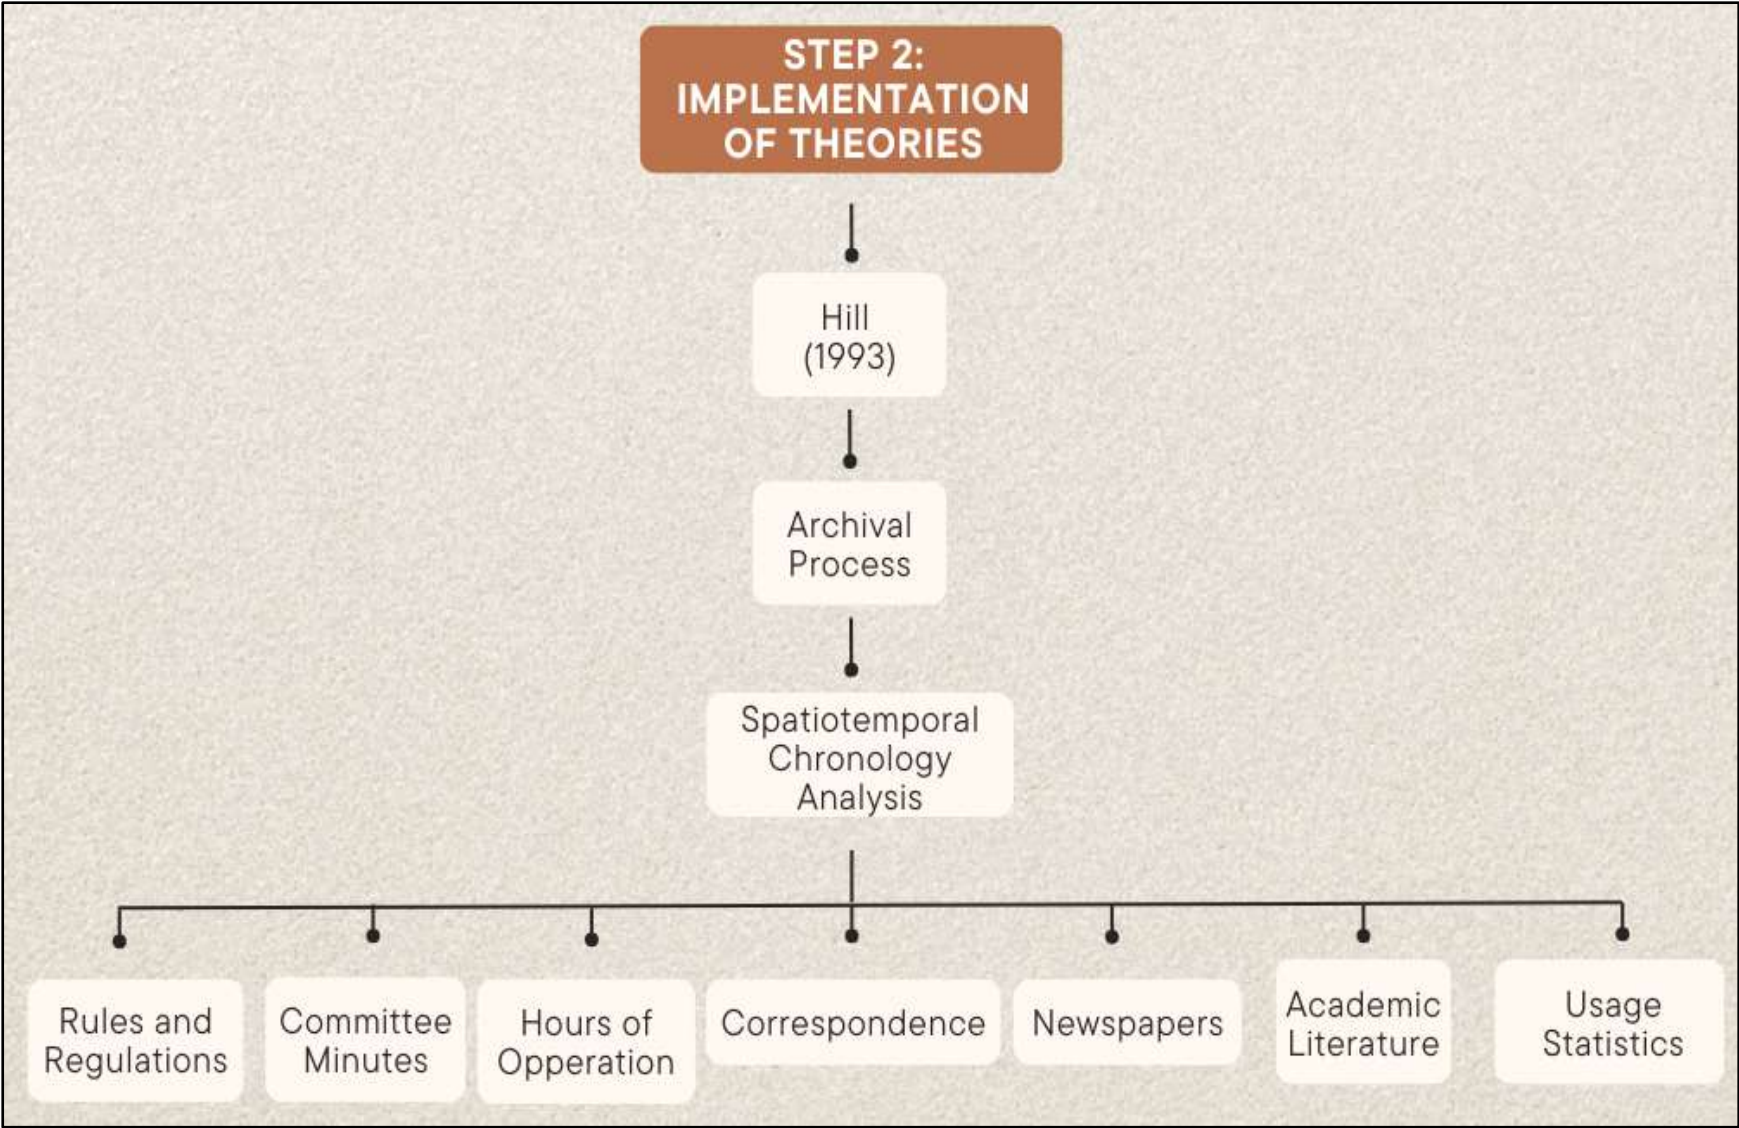 STEP 2:
IMPLEMENTATION
OF THEORIES
Hill
(1993)
Archival
Process
Spatiotemporal
Chronology
Analysis
Rules and
Regulations
Committee
Minutes
Hours of
Opperation
Correspondence
Newspapers
Academic
Literature
Usage
Statistics